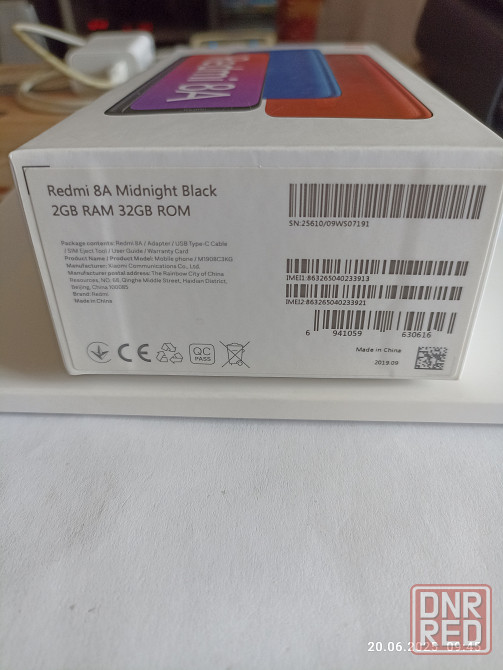 Redmi 8A
Redmi 8A Midnight Black
2GB RAM 32GB ROM
SN:25610/09WS07191
Package contents: Redmi 8A / Adapter / USB Type-C Cable
/ SIM Eject Tool / User Guide / Warranty Card
Product Name / Product Model: Mobile phone / M1908C3KG
Manufacturer: Xiaomi Communications Co., Ltd.
Manufacturer postal address: The Rainbow City of China
Resources, NO. 68, Qinghe Middle Street, Haidian District,
Beijing, China 100085
Brand: Redmi
Made in China
IMEI1:863265040233913
IMEI2:863265040233921
6 941059 630616
Made in China
2019.09
CE
QC
PASS
DNR
RED
20.06.2025 09:45